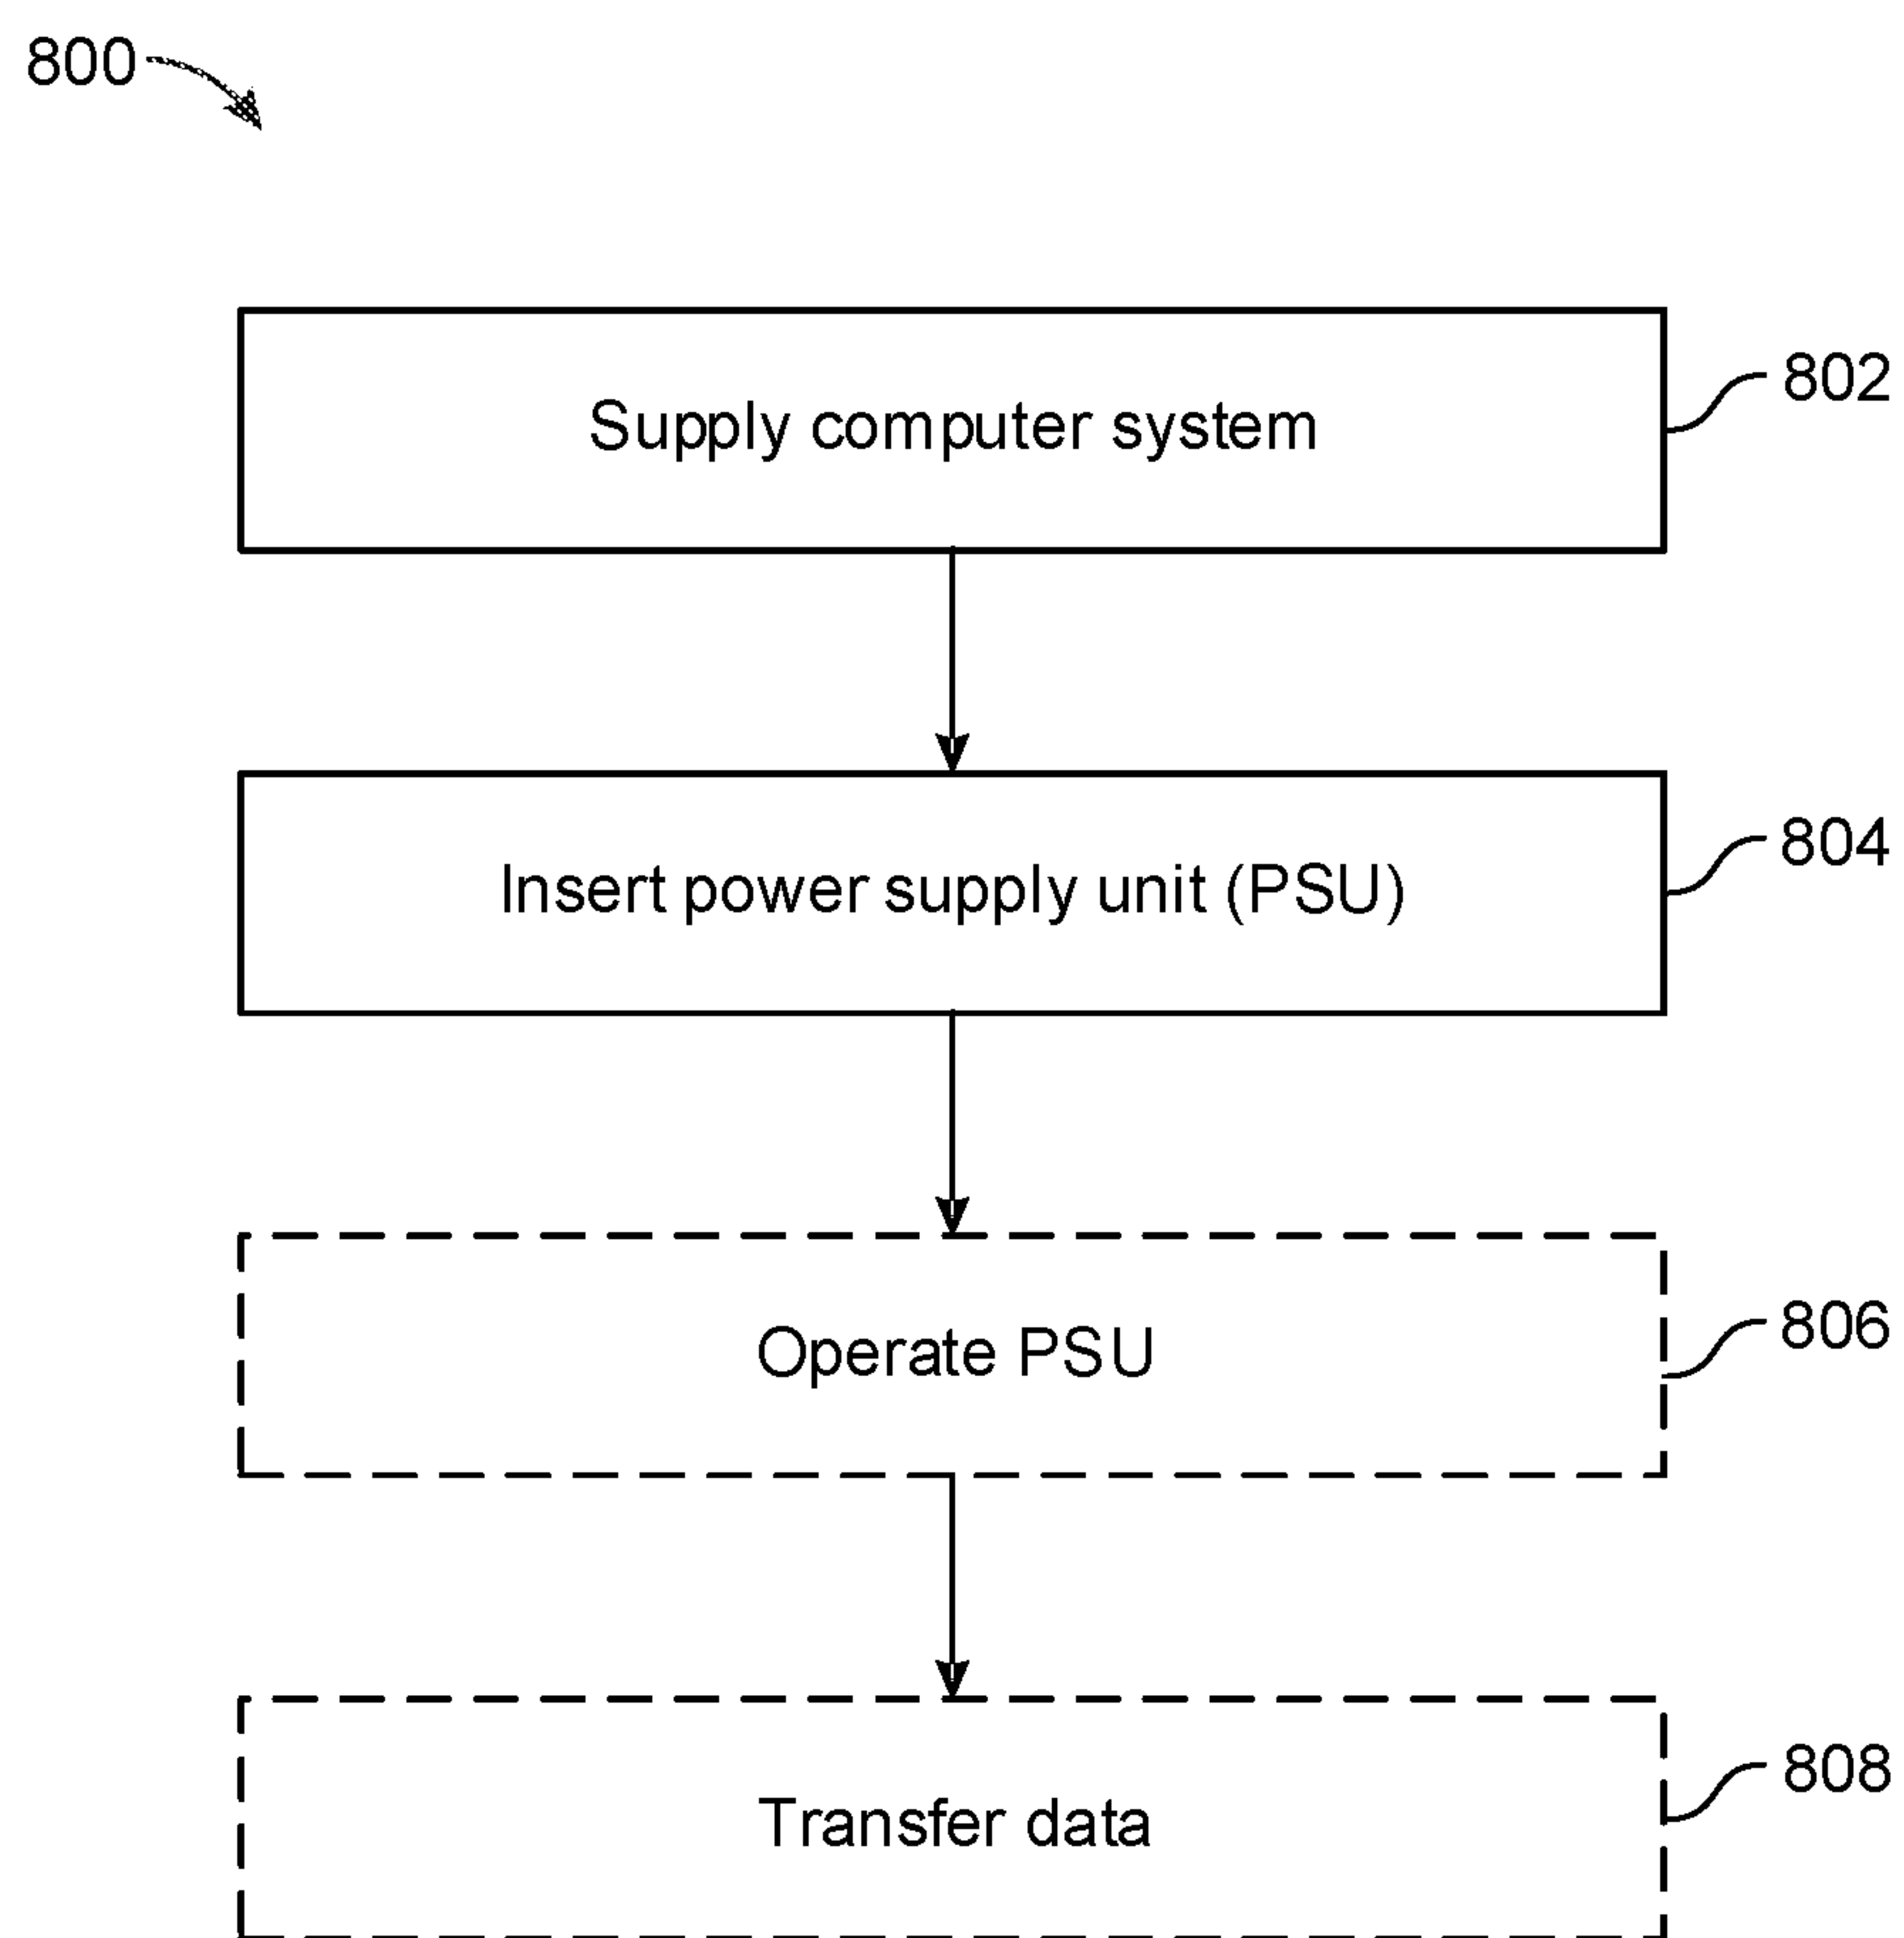 800
Supply computer system
802
Insert power supply unit (PSU)
804
Operate PSU
806
Transfer data
808